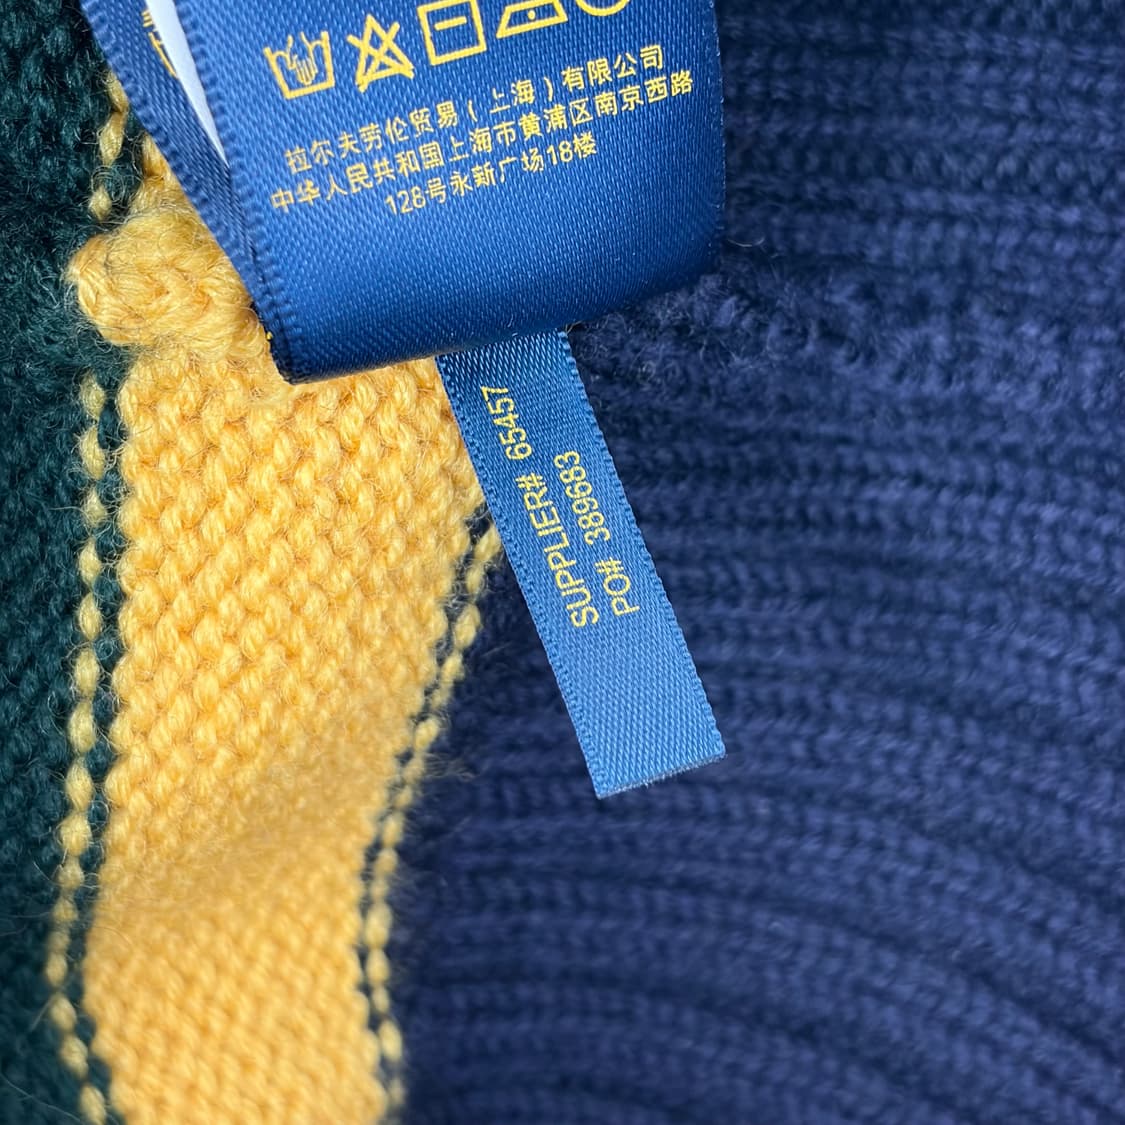 拉尔夫劳伦贸易（上海）有限公司
中华人民共和国上海市黄浦区南京西路
128号永新广场18楼
SUPPLIER# 65457
PO# 389683